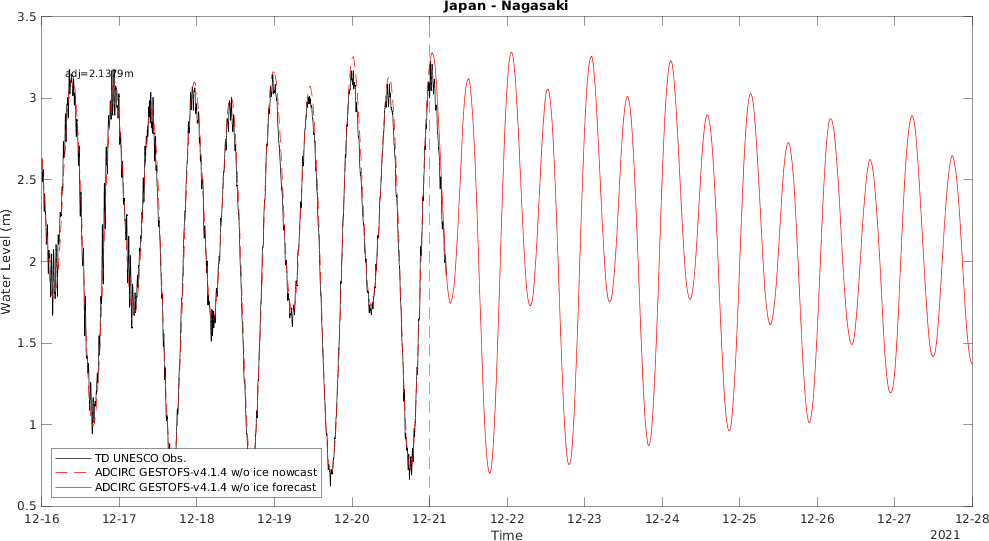 Japan - Nagasaki
3.5
3
2.5
2
1.5
1
0.5
Water Level (m)
adj=2.1379m
TD UNESCO Obs.
ADCIRC GESTOFS-v4.1.4 w/o ice nowcast
ADCIRC GESTOFS-v4.1.4 w/o ice forecast
12-16 12-17 12-18 12-19 12-20 12-21 12-22 12-23 12-24 12-25 12-26 12-27 12-28
Time
2021